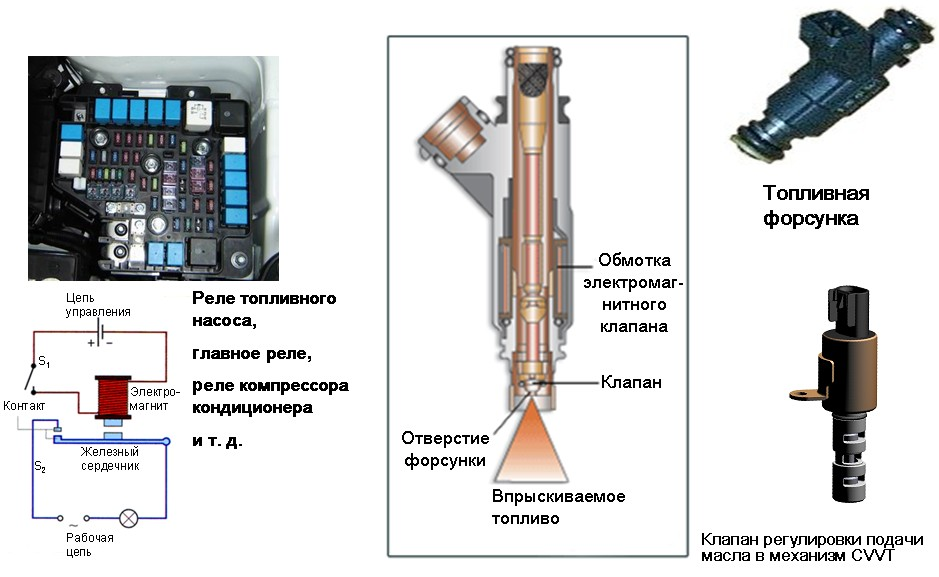 Цепь
управления
+ −
S1
Электро-
магнит
Контакт
Железный
сердечник
S2
~
Рабочая
цепь
Реле топливного
насоса,
главное реле,
реле компрессора
кондиционера
и т. д.
Обмотка
электромаг-
нитного
клапана
Клапан
Отверстие
форсунки
Впрыскиваемое
топливо
Топливная
форсунка
Клапан регулировки подачи
масла в механизм CVVT